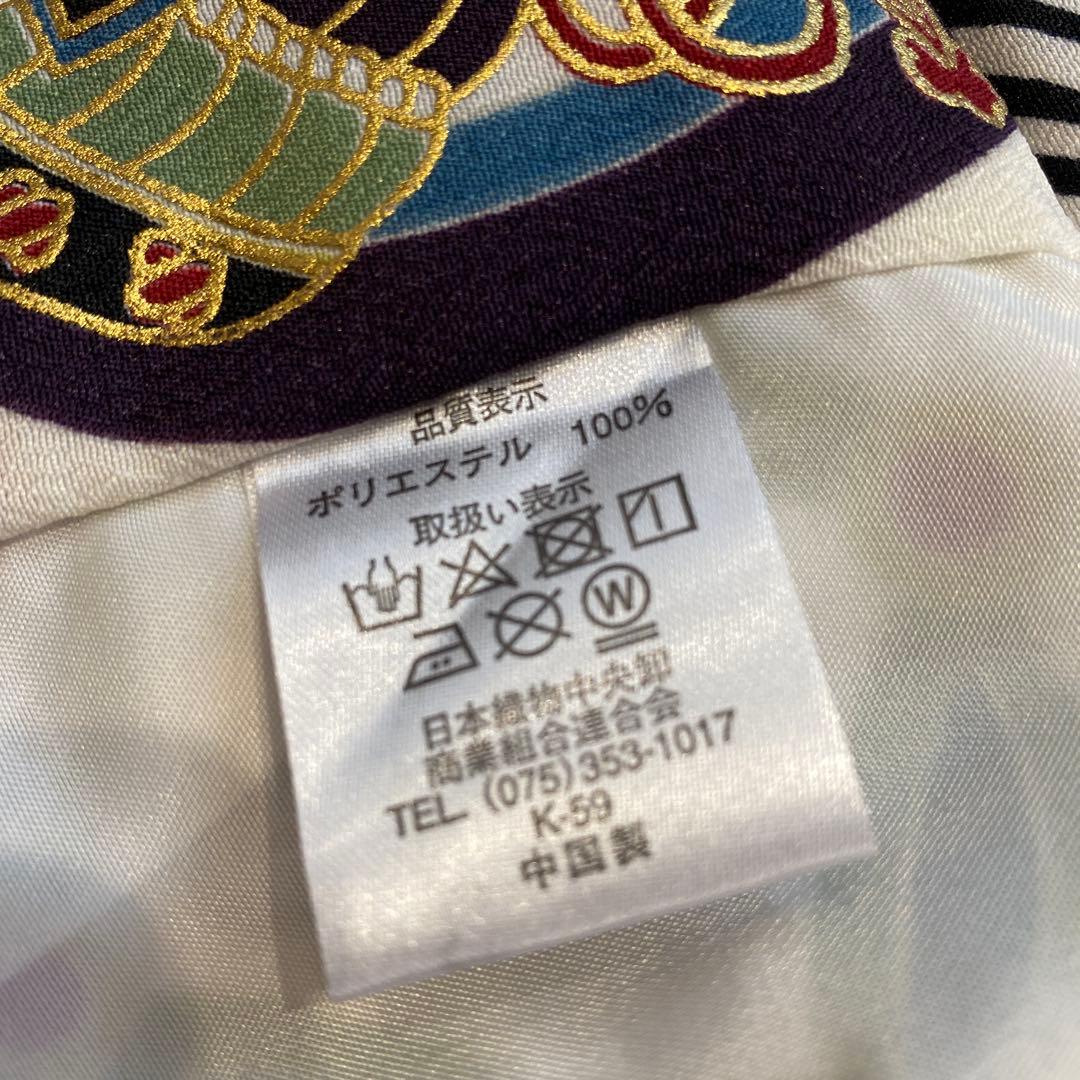 品質表示
ポリエステル 100%
取扱い表示
W
日本織物中央卸
商業組合連合会
TEL (075)353-1017
K-59
中国製